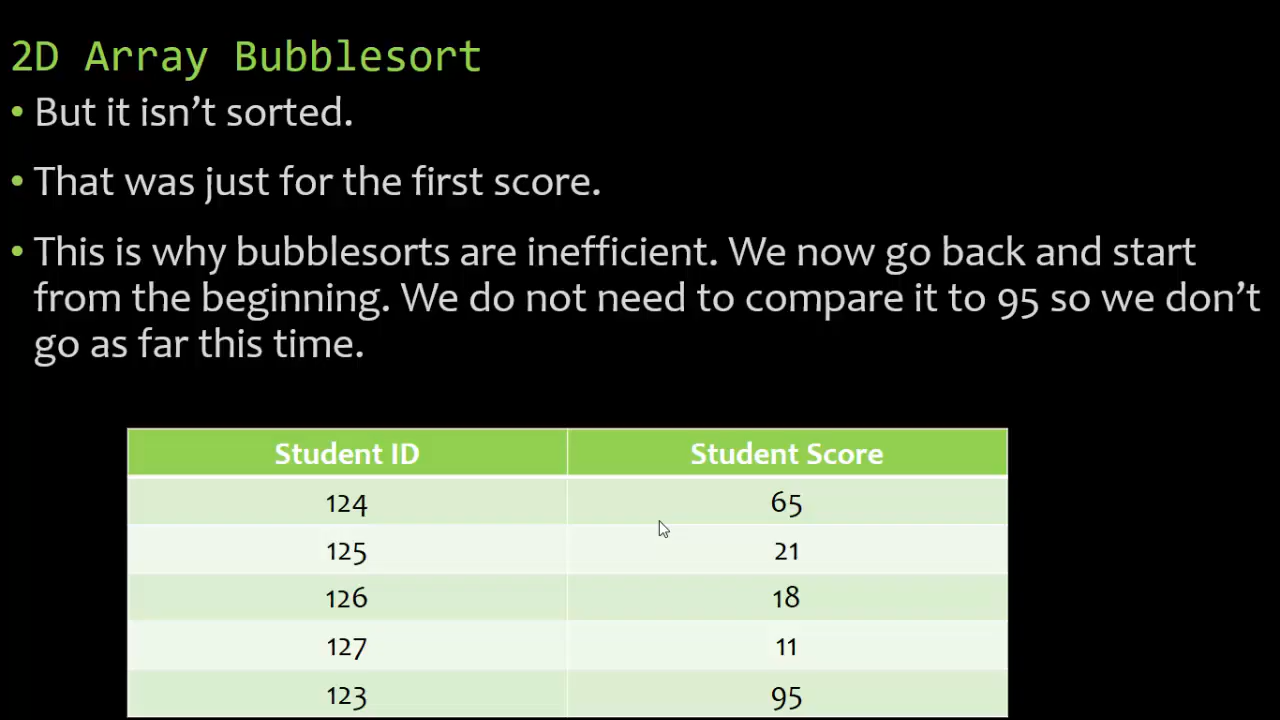 2D Array Bubblesort
• But it isn’t sorted.
• That was just for the first score.
• This is why bubblesorts are inefficient. We now go back and start
from the beginning. We do not need to compare it to 95 so we don’t
go as far this time.
Student ID Student Score
124 65
125 21
126 18
127 11
123 95